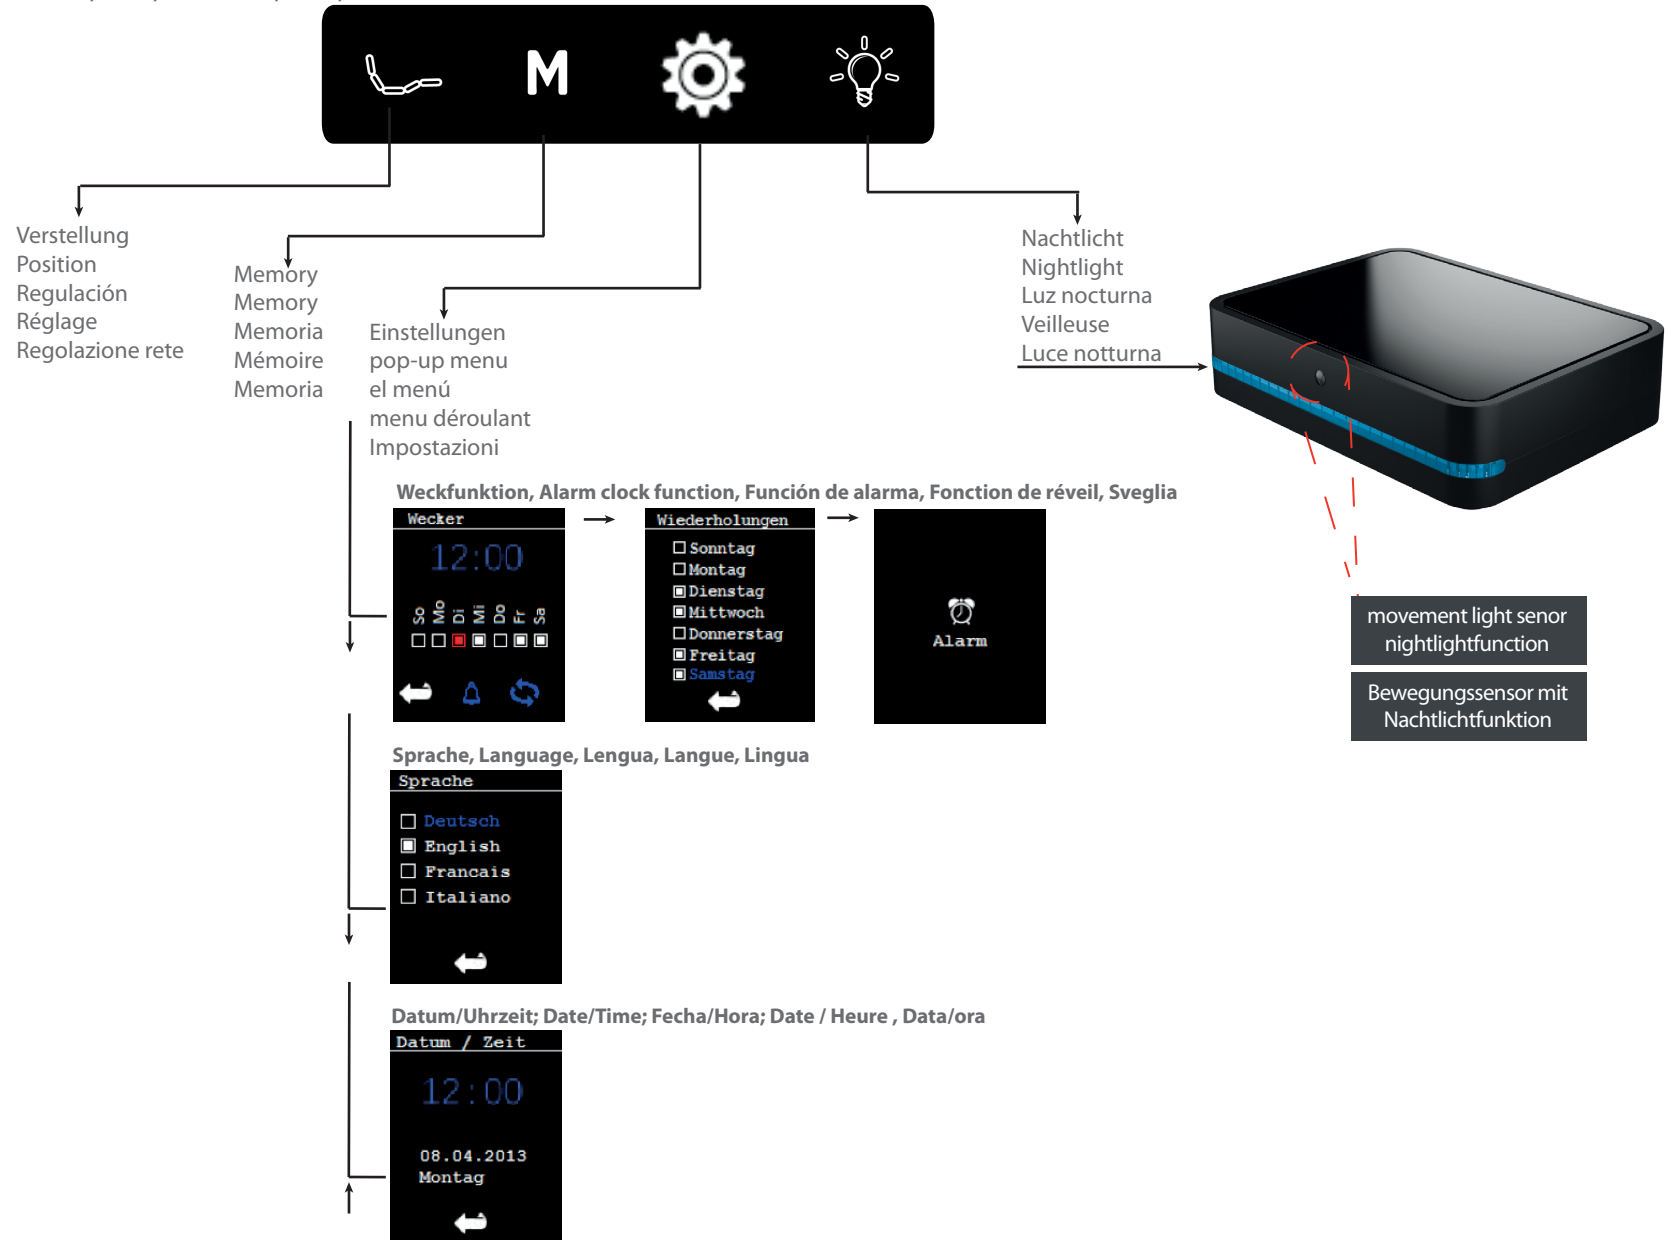 M
Verstellung
Position
Regulación
Réglage
Regolazione rete
Memory
Memory
Memoria
Mémoire
Memoria
Einstellungen
pop-up menu
el menú
menu déroulant
Impostazioni
Nachtlicht
Nightlight
Luz nocturna
Veilleuse
Luce notturna
movement light senor
nightlightfunction
Bewegungssensor mit
Nachtlichtfunktion
Weckfunktion, Alarm clock function, Función de alarma, Fonction de réveil, Sveglia
Wecker
12:00
So Mo Di Mi Do Fr Sa
Wiederholungen
Sonntag
Montag
Dienstag
Mittwoch
Donnerstag
Freitag
Samstag
Alarm
Sprache, Language, Lengua, Langue, Lingua
Sprache
Deutsch
English
Francais
Italiano
Datum/Uhrzeit; Date/Time; Fecha/Hora; Date / Heure , Data/ora
Datum / Zeit
12:00
08.04.2013
Montag